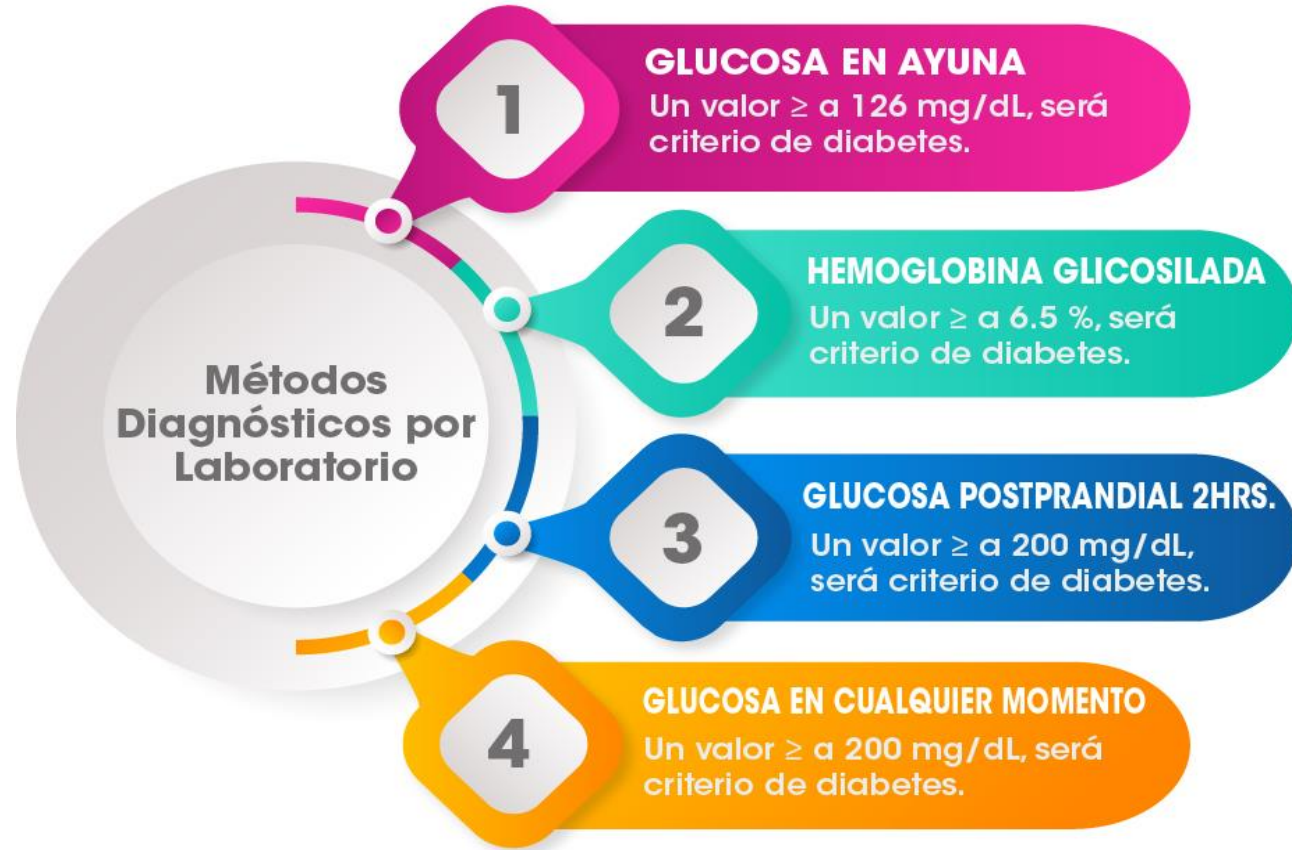 Métodos
Diagnósticos por
Laboratorio
1
GLUCOSA EN AYUNA
Un valor ≥ a 126 mg/dL, será
criterio de diabetes.
2
HEMOGLOBINA GLICOSILADA
Un valor ≥ a 6.5 %, será
criterio de diabetes.
3
GLUCOSA POSTPRANDIAL 2HRS.
Un valor ≥ a 200 mg/dL,
será criterio de diabetes.
4
GLUCOSA EN CUALQUIER MOMENTO
Un valor ≥ a 200 mg/dL, será
criterio de diabetes.